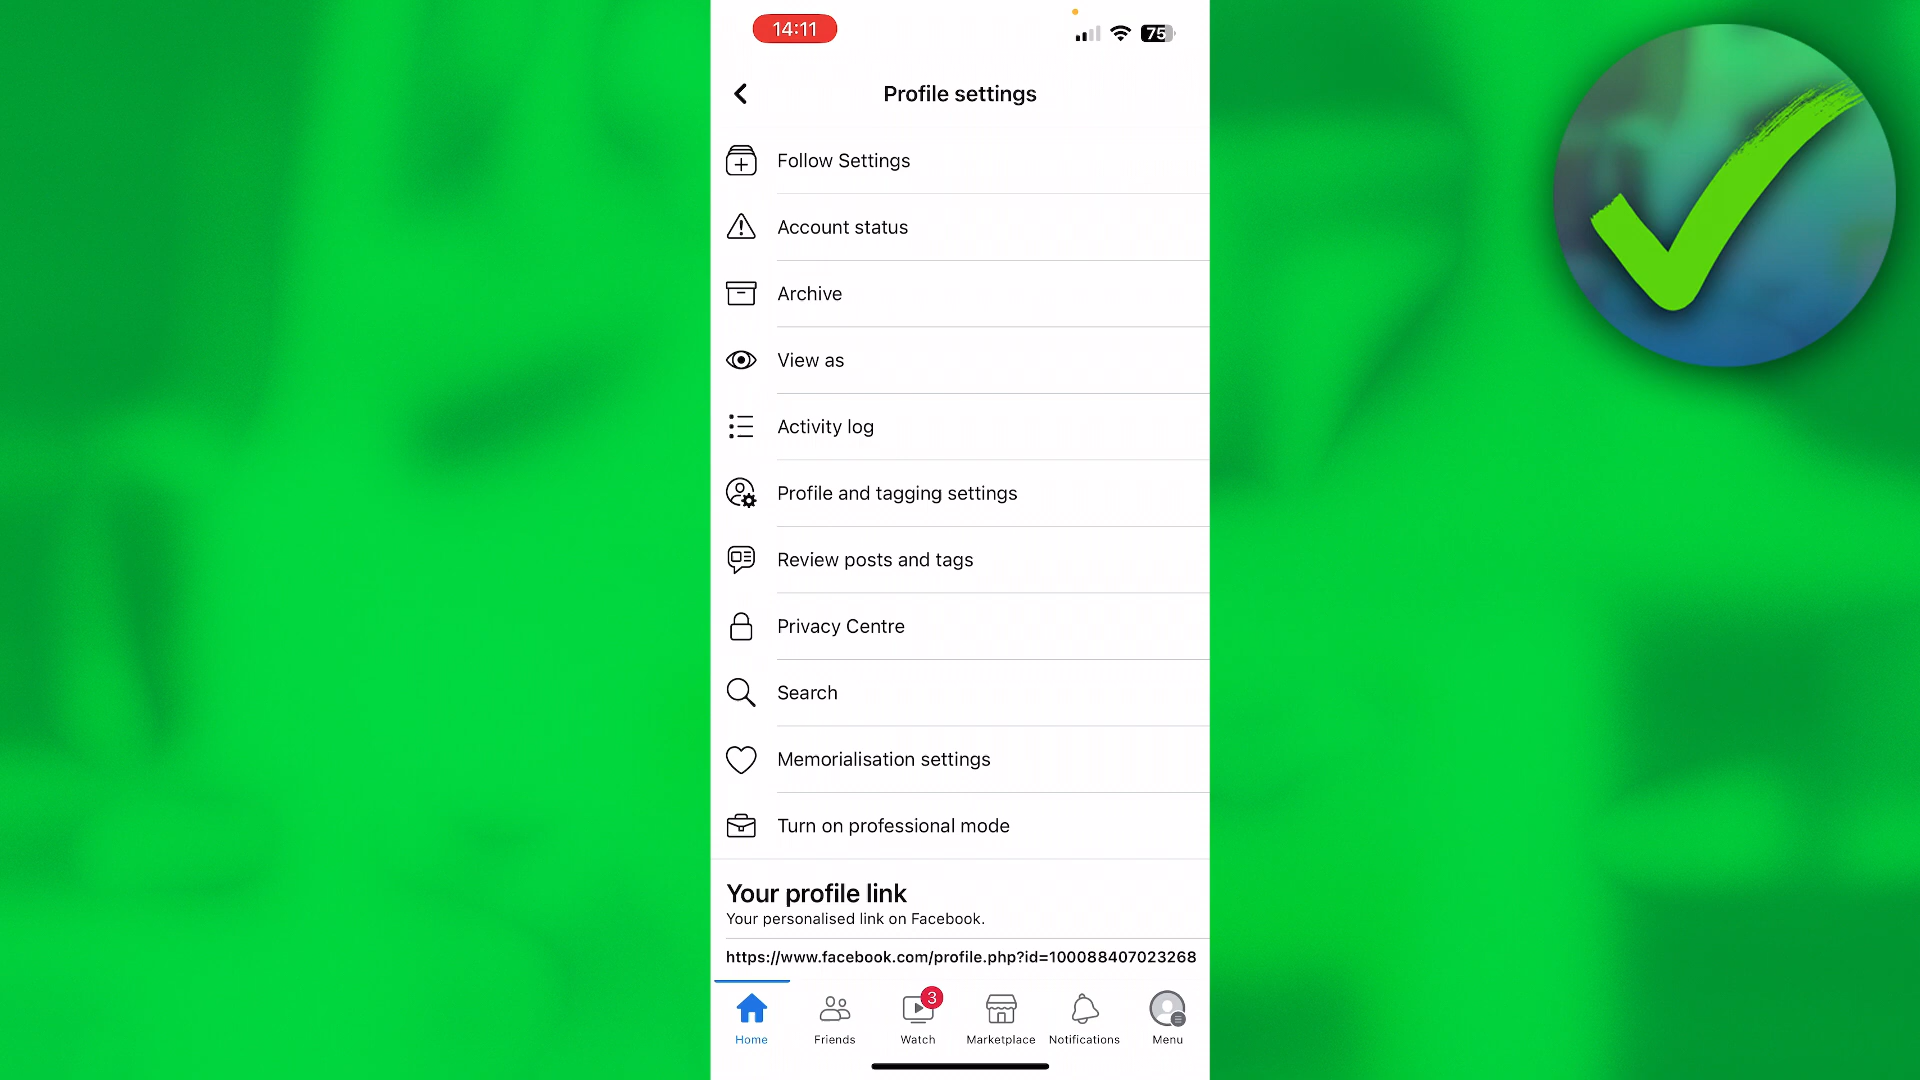 14:11
75
Profile settings
Follow Settings
Account status
Archive
View as
Activity log
Profile and tagging settings
Review posts and tags
Privacy Centre
Search
Memorialisation settings
Turn on professional mode
Your profile link
Your personalised link on Facebook.
https://www.facebook.com/profile.php?id=100088407023268
3
Home Friends Watch Marketplace Notifications Menu